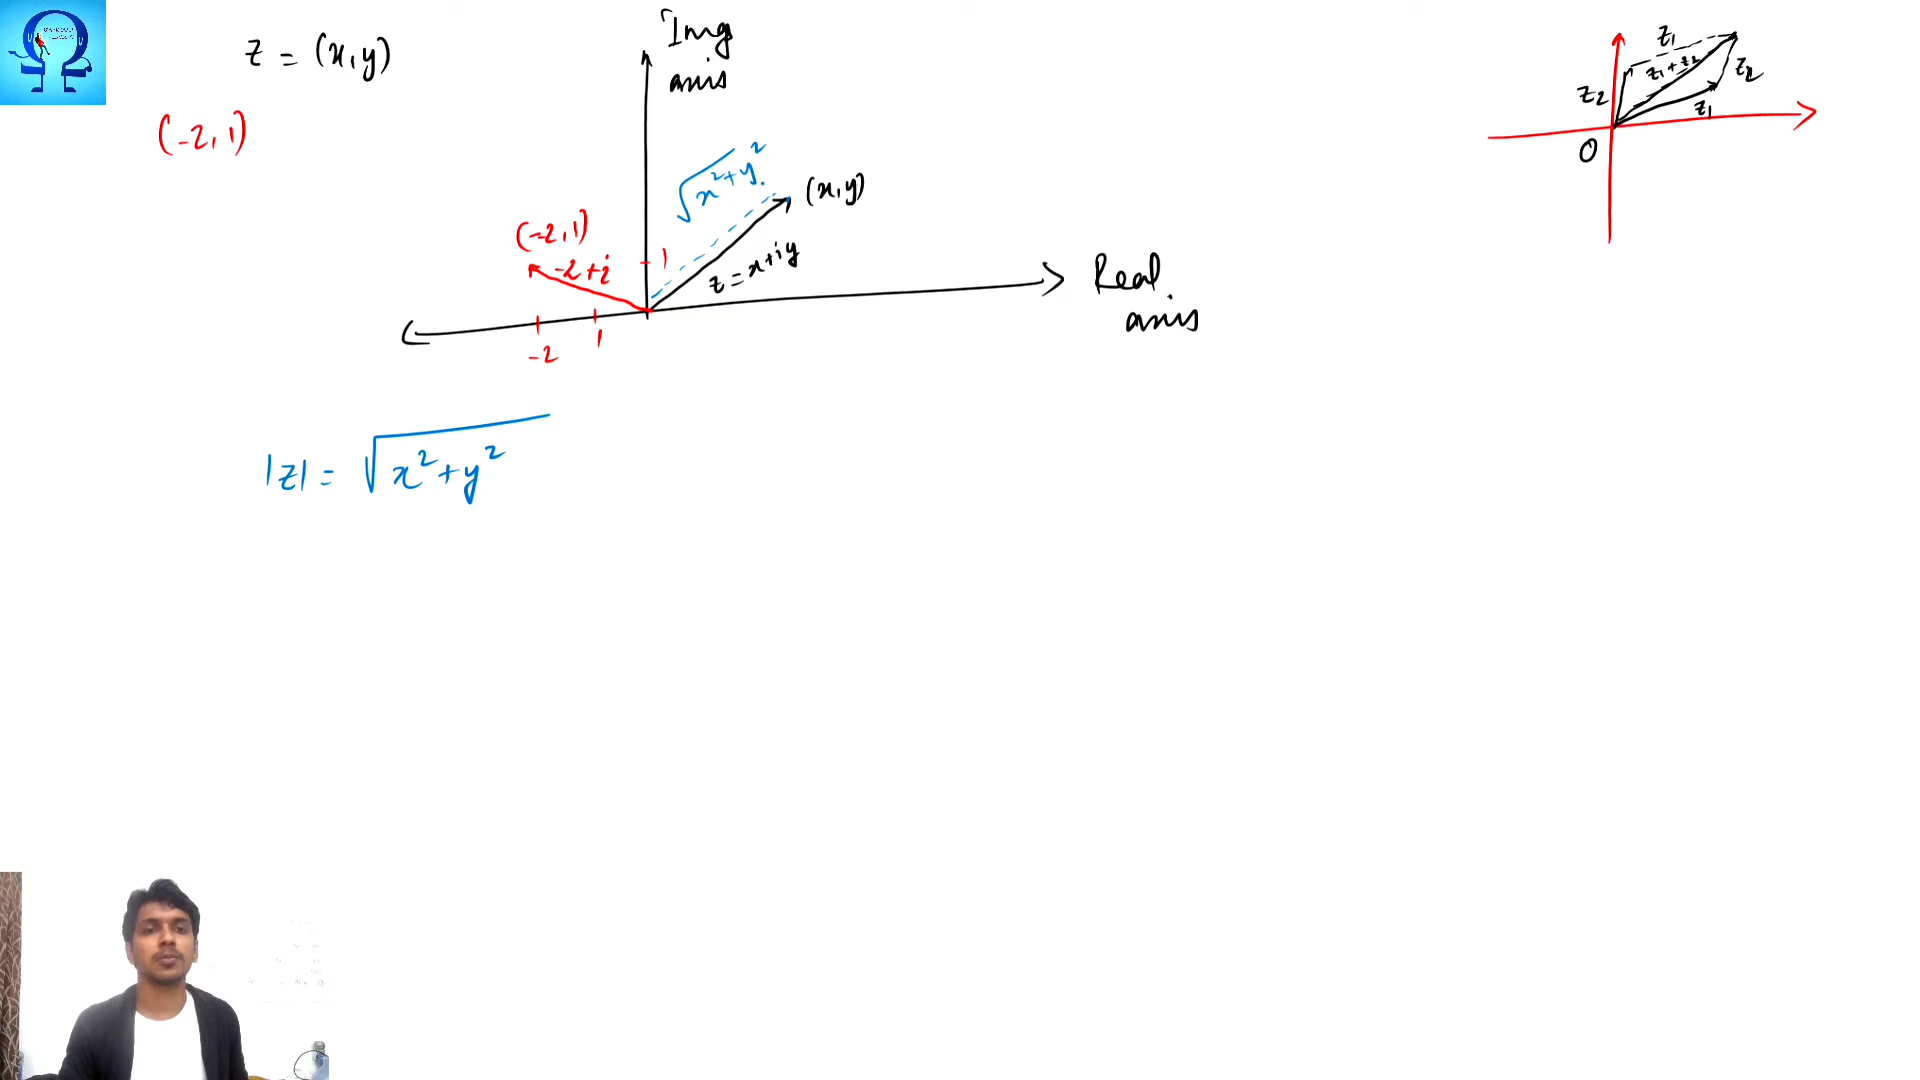 z = (x,y)
Img
axis
(-2, 1)
√x²+y²
(x,y)
(-2,1)
-2+i
1
z = x+iy
Real
axis
-2
1
|z| = √x²+y²
z₁
z₁+z₂
z₂
z₂
z₁
O